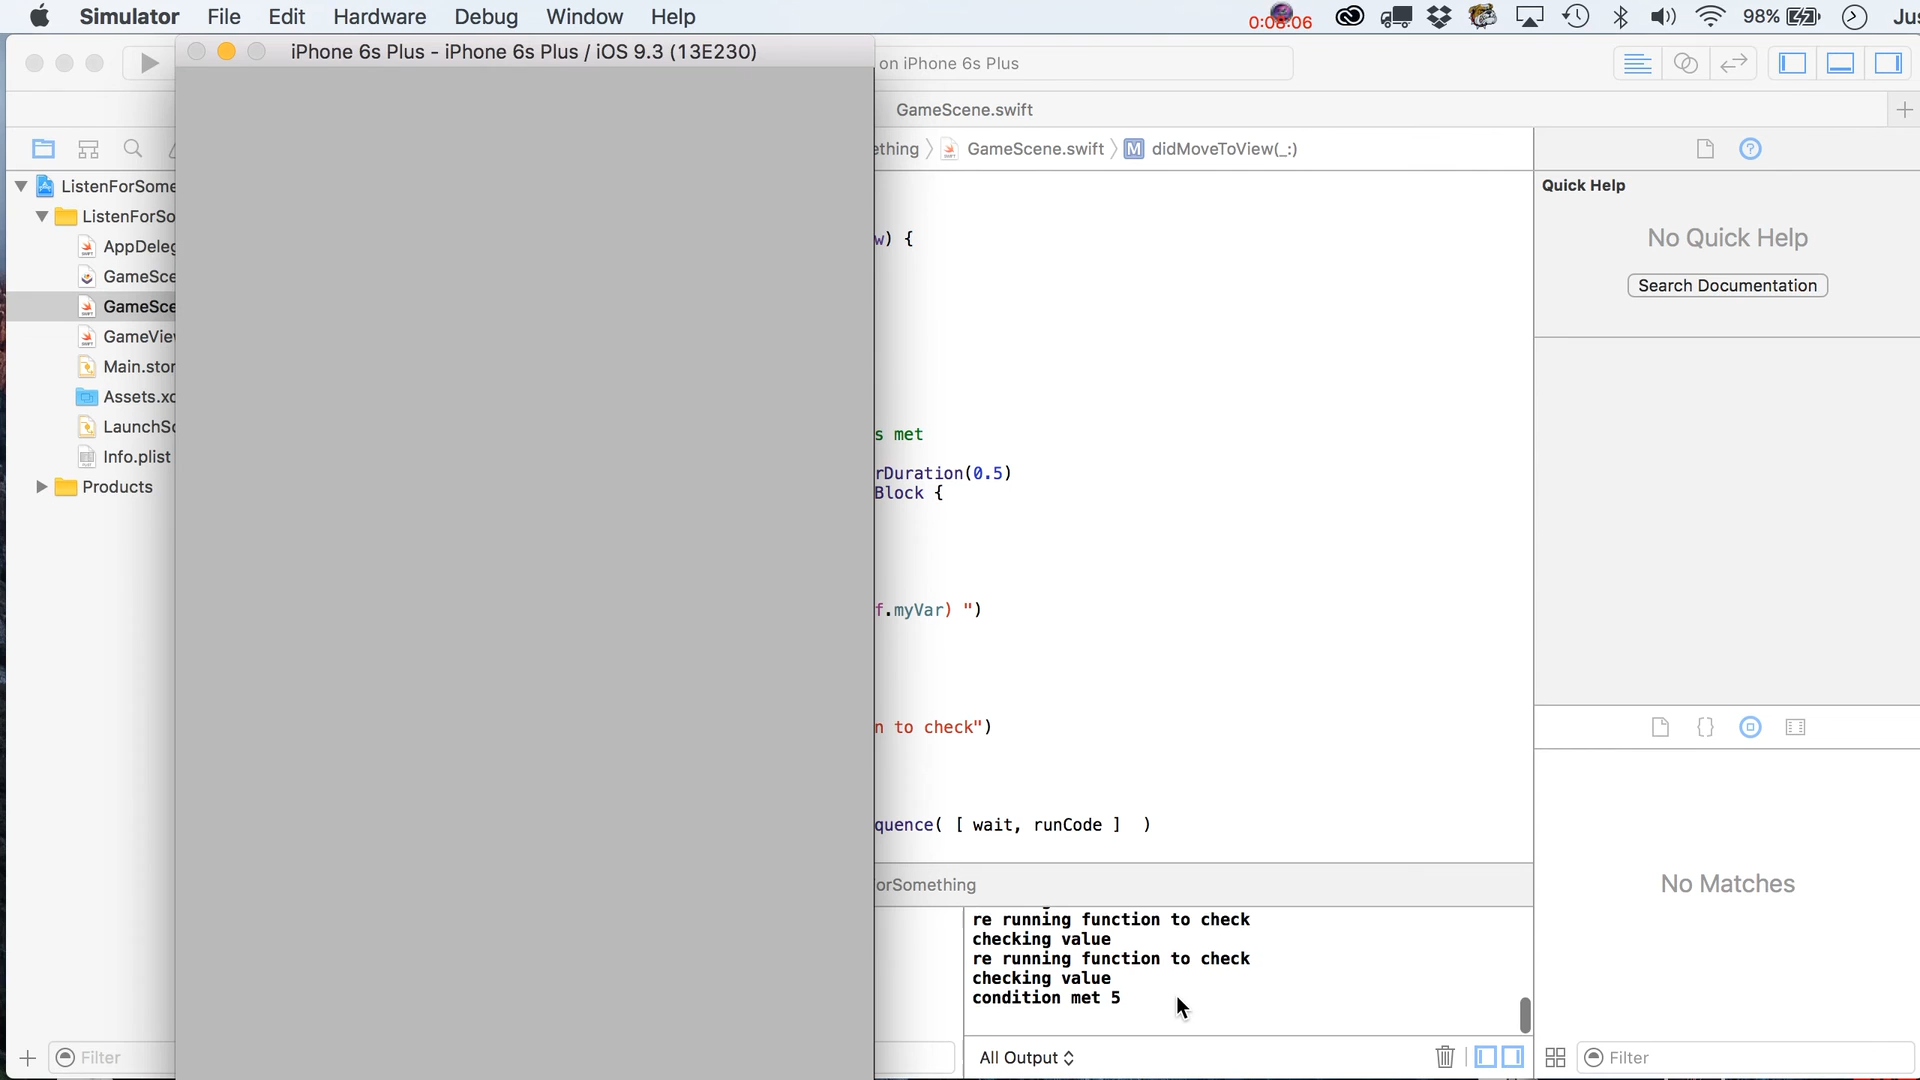 Simulator File Edit Hardware Debug Window Help 0:08:06 98% Jus
iPhone 6s Plus - iPhone 6s Plus / iOS 9.3 (13E230)
on iPhone 6s Plus
GameScene.swift
ething GameScene.swift M didMoveToView(_:)
ListenForSome
ListenForSo
AppDeleg
GameSce
GameSce
GameView
Main.stor
Assets.xc
LaunchSc
Info.plist
Products
w) {
s met
rDuration(0.5)
Block {
f.myVar) ")
n to check")
quence( [ wait, runCode ] )
orSomething
re running function to check
checking value
re running function to check
checking value
condition met 5
Filter
All Output
Quick Help
No Quick Help
Search Documentation
No Matches
Filter